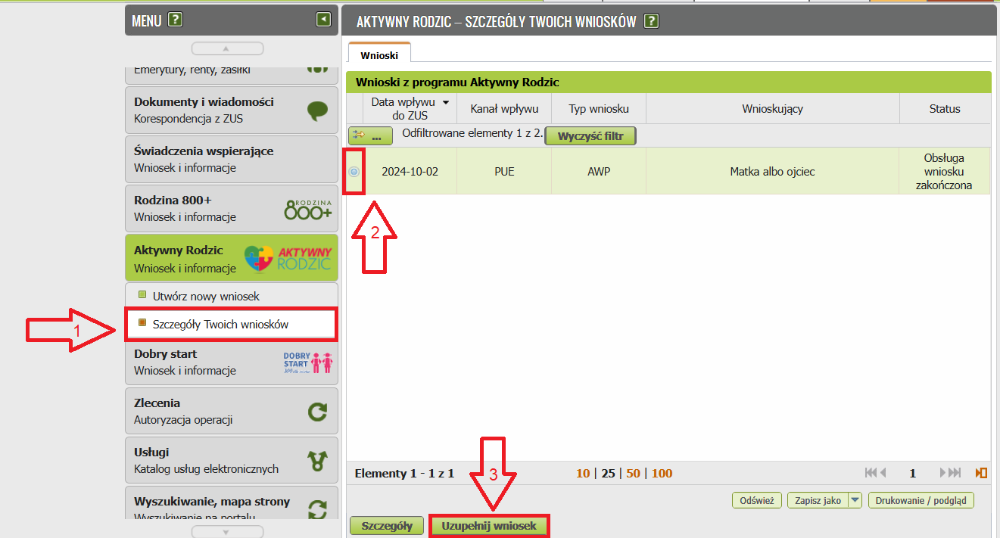 MENU ?
Emerytury, renty, zasiłki
Dokumenty i wiadomości
Korespondencja z ZUS
Świadczenia wspierające
Wniosek i informacje
Rodzina 800+
Wniosek i informacje
RODZINA
800+
Aktywny Rodzic
Wniosek i informacje
AKTYWNY
RODZIC
Utwórz nowy wniosek
1
Szczegóły Twoich wniosków
Dobry start
Wniosek i informacje
DOBRY
START
Zlecenia
Autoryzacja operacji
Usługi
Katalog usług elektronicznych
Wyszukiwanie, mapa strony
Wyszukiwanie na portalu
AKTYWNY RODZIC – SZCZEGÓŁY TWOICH WNIOSKÓW ?
Wnioski
Wnioski z programu Aktywny Rodzic
Data wpływu do ZUS Kanał wpływu Typ wniosku Wnioskujący Status
... Odfiltrowane elementy 1 z 2. Wyczyść filtr
2024-10-02 PUE AWP Matka albo ojciec Obsługa wniosku zakończona
2
Elementy 1 - 1 z 1 10 | 25 | 50 | 100 1
3
Odśwież Zapisz jako Drukowanie / podgląd
Szczegóły Uzupełnij wniosek